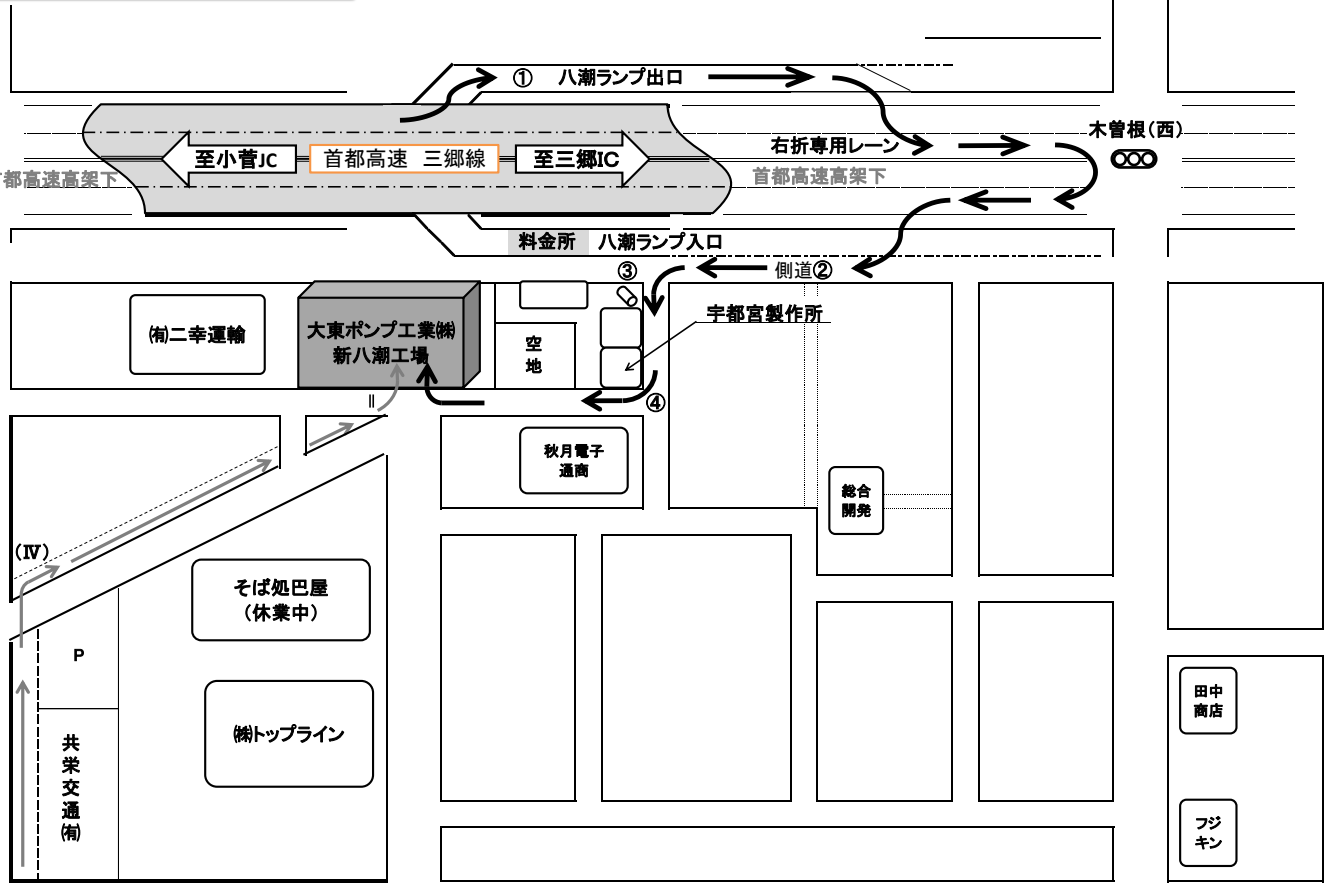 ① 八潮ランプ出口
木曽根(西)
右折専用レーン
至小菅JC
首都高速 三郷線
至三郷IC
首都高速高架下
都高速高架下
料金所
八潮ランプ入口
側道②
③
宇都宮製作所
㈲二幸運輸
大東ポンプ工業㈱
新八潮工場
空
地
④
秋月電子
通商
総合
開発
(Ⅳ)
そば処巴屋
(休業中)
P
㈱トップライン
共
栄
交
通
㈲
田中
商店
フジ
キン